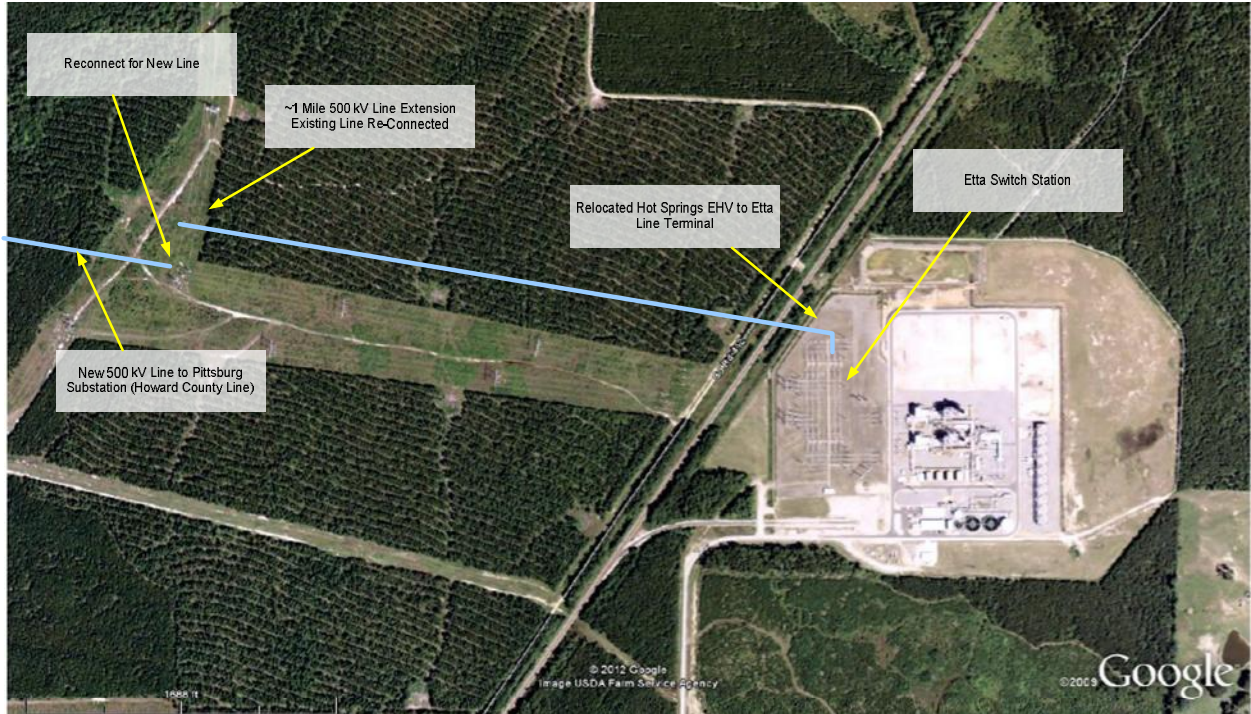 Reconnect for New Line
~1 Mile 500 kV Line Extension
Existing Line Re-Connected
Etta Switch Station
Relocated Hot Springs EHV to Etta
Line Terminal
New 500 kV Line to Pittsburg
Substation (Howard County Line)
© 2012 Google
Image USDA Farm Service Agency
©2009 Google
1688 ft